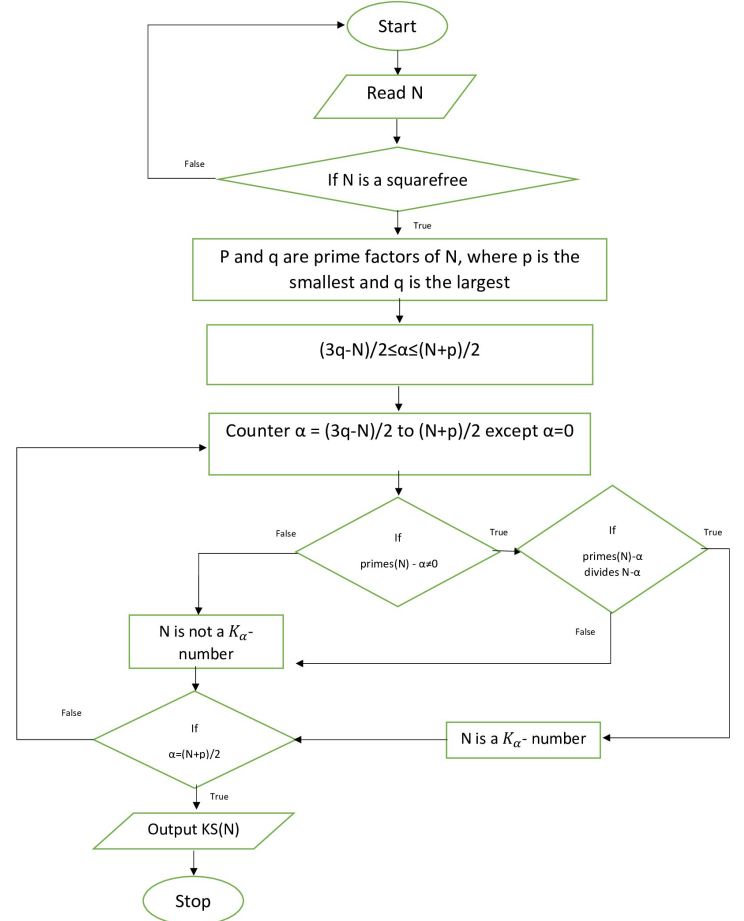 Start
Read N
False
If N is a squarefree
True
P and q are prime factors of N, where p is the
smallest and q is the largest
(3q-N)/2≤α≤(N+p)/2
Counter α = (3q-N)/2 to (N+p)/2 except α=0
False
If
primes(N) - α≠0
True
If
primes(N)-α
divides N-α
True
False
N is not a Kα-
number
False
If
α=(N+p)/2
N is a Kα- number
True
Output KS(N)
Stop